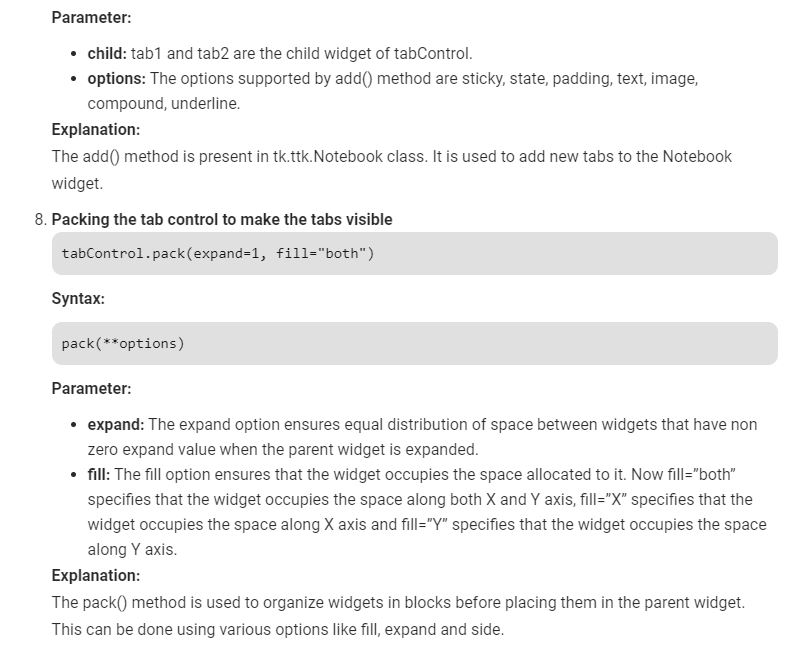 Parameter:
• child: tab1 and tab2 are the child widget of tabControl.
• options: The options supported by add() method are sticky, state, padding, text, image,
compound, underline.
Explanation:
The add() method is present in tk.ttk.Notebook class. It is used to add new tabs to the Notebook
widget.
8. Packing the tab control to make the tabs visible
tabControl.pack(expand=1, fill="both")
Syntax:
pack(**options)
Parameter:
• expand: The expand option ensures equal distribution of space between widgets that have non
zero expand value when the parent widget is expanded.
• fill: The fill option ensures that the widget occupies the space allocated to it. Now fill=”both”
specifies that the widget occupies the space along both X and Y axis, fill=”X” specifies that the
widget occupies the space along X axis and fill=”Y” specifies that the widget occupies the space
along Y axis.
Explanation:
The pack() method is used to organize widgets in blocks before placing them in the parent widget.
This can be done using various options like fill, expand and side.